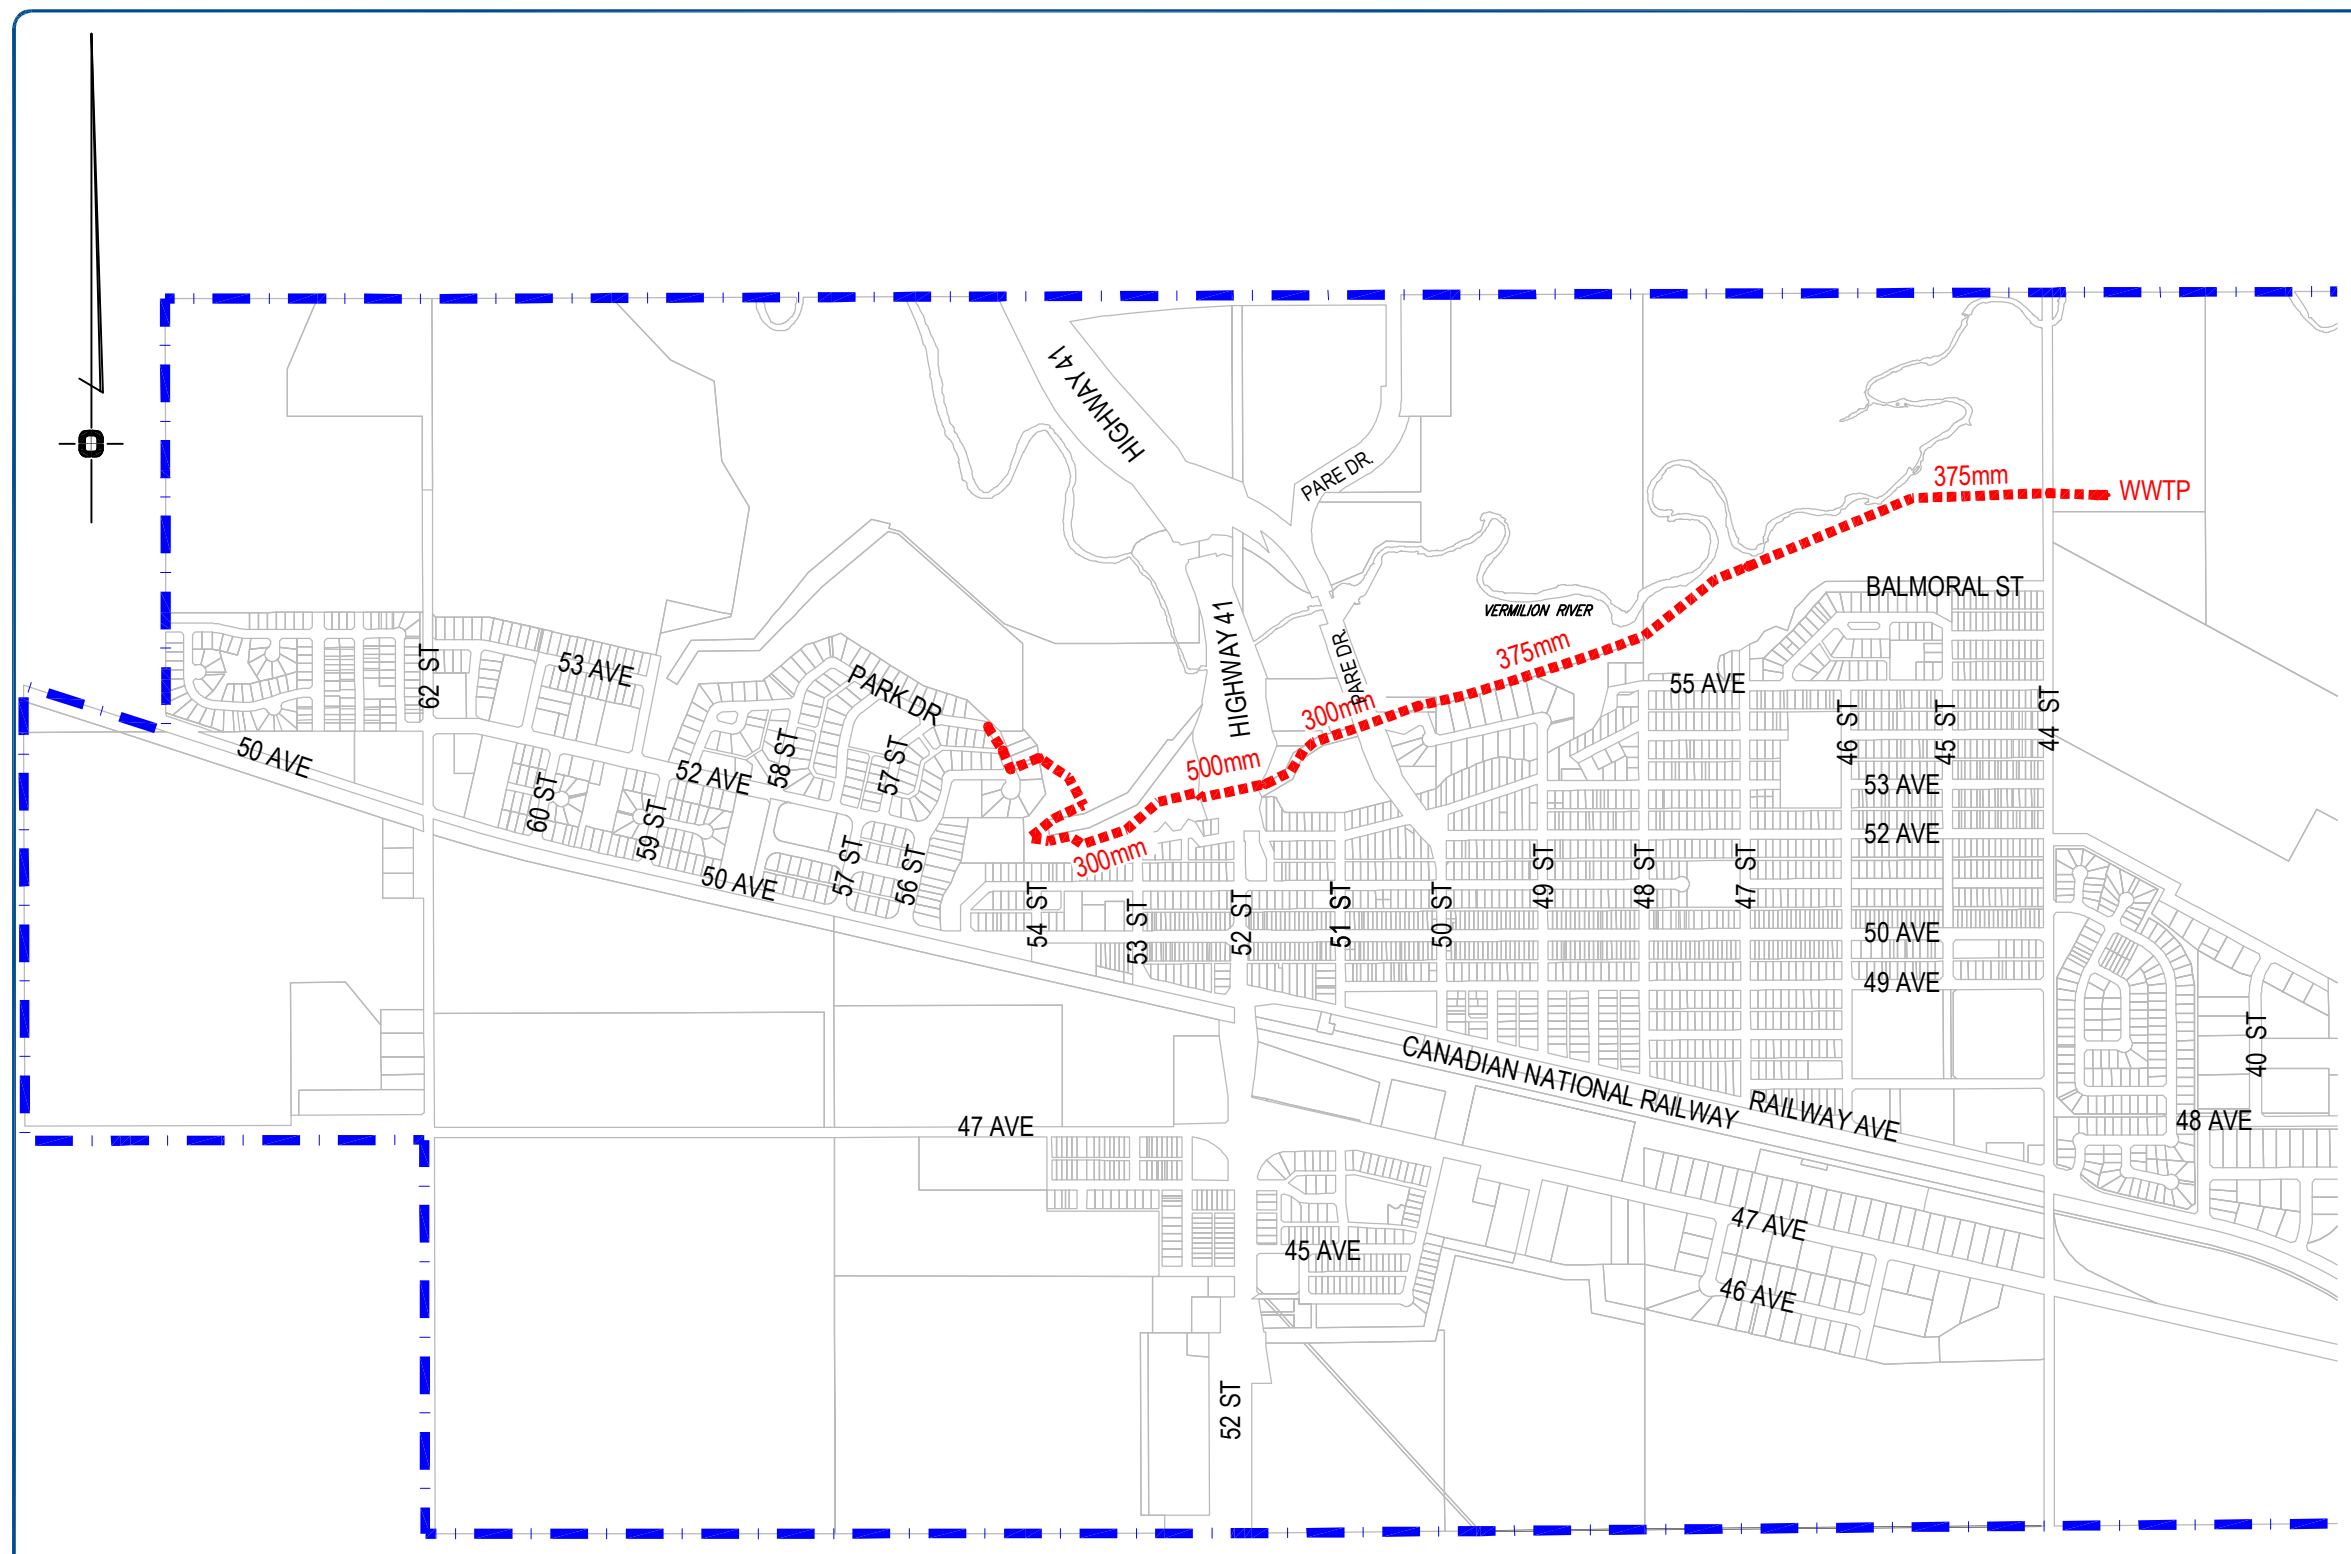 HIGHWAY 41
PARE DR.
375mm
WWTP
BALMORAL ST
VERMILION RIVER
HIGHWAY 41
PARE DR.
375mm
53 AVE
62 ST
PARK DR
55 AVE
300mm
46 ST
45 ST
44 ST
50 AVE
52 AVE
58 ST
57 ST
500mm
53 AVE
60 ST
59 ST
52 AVE
300mm
50 AVE
57 ST
56 ST
49 ST
48 ST
47 ST
54 ST
53 ST
52 ST
51 ST
50 ST
50 AVE
49 AVE
40 ST
CANADIAN NATIONAL RAILWAY
RAILWAY AVE
47 AVE
48 AVE
47 AVE
45 AVE
46 AVE
52 ST